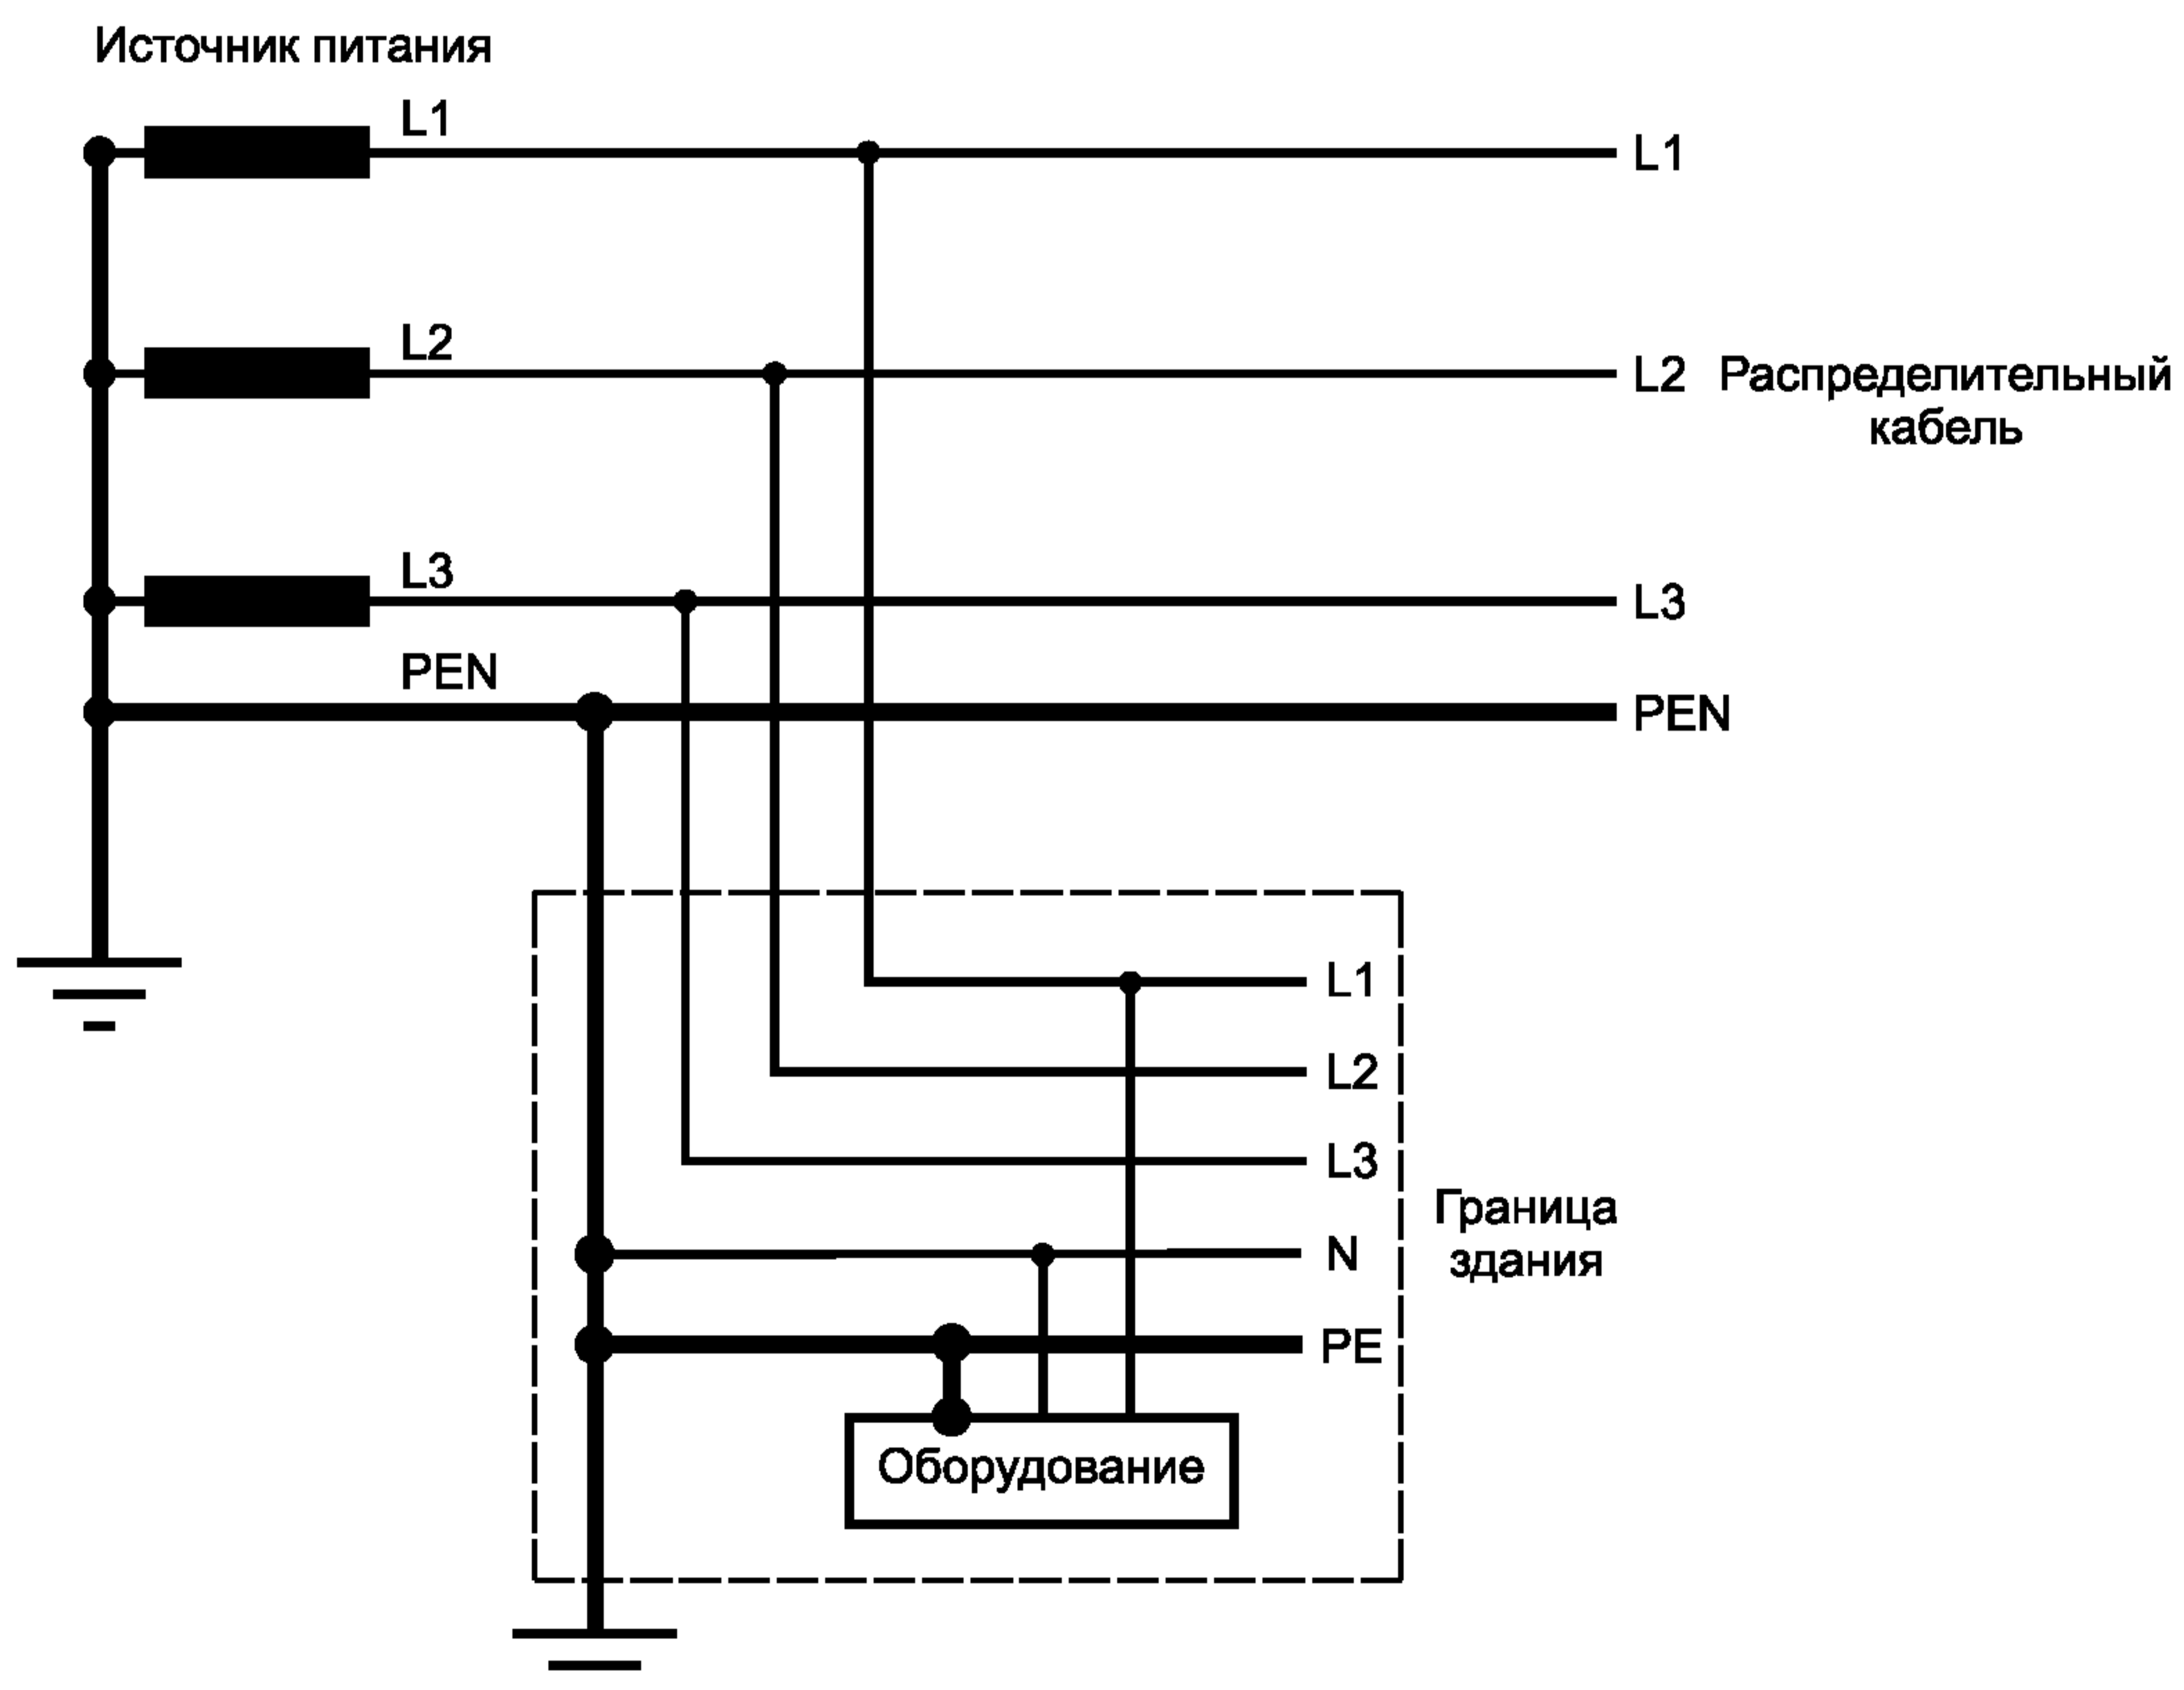 Источник питания
L1
L1
L2
L2 Распределительный
кабель
L3
L3
PEN
PEN
L1
L2
L3
Граница
здания
N
PE
Оборудование